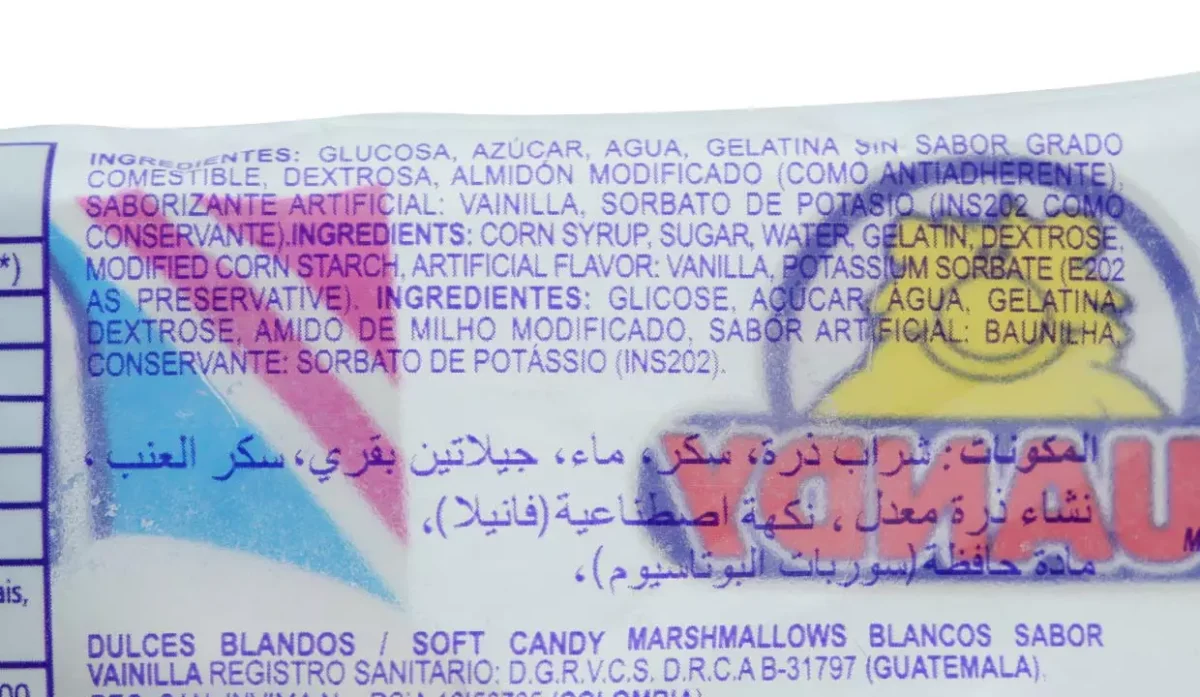 INGREDIENTES: GLUCOSA, AZÚCAR, AGUA, GELATINA SIN SABOR GRADO
COMESTIBLE, DEXTROSA, ALMIDÓN MODIFICADO (COMO ANTIADHERENTE),
SABORIZANTE ARTIFICIAL: VAINILLA, SORBATO DE POTASIO (INS202 COMO
CONSERVANTE).INGREDIENTS: CORN SYRUP, SUGAR, WATER, GELATIN, DEXTROSE,
MODIFIED CORN STARCH, ARTIFICIAL FLAVOR: VANILLA, POTASSIUM SORBATE (E202
AS PRESERVATIVE). INGREDIENTES: GLICOSE, AÇÚCAR, ÁGUA, GELATINA,
DEXTROSE, AMIDO DE MILHO MODIFICADO, SABOR ARTIFICIAL: BAUNILHA,
CONSERVANTE: SORBATO DE POTÁSSIO (INS202).
المكونات: شراب ذرة، سكر، ماء، جيلاتين بقري، سكر العنب،
نشاء ذرة معدل، نكهة اصطناعية (فانيلا)،
مادة حافظة (سوربات البوتاسيوم)،
DULCES BLANDOS / SOFT CANDY MARSHMALLOWS BLANCOS SABOR
VAINILLA REGISTRO SANITARIO: D.G.R.V.C.S. D.R.C.A B-31797 (GUATEMALA),
*)
ais,
00